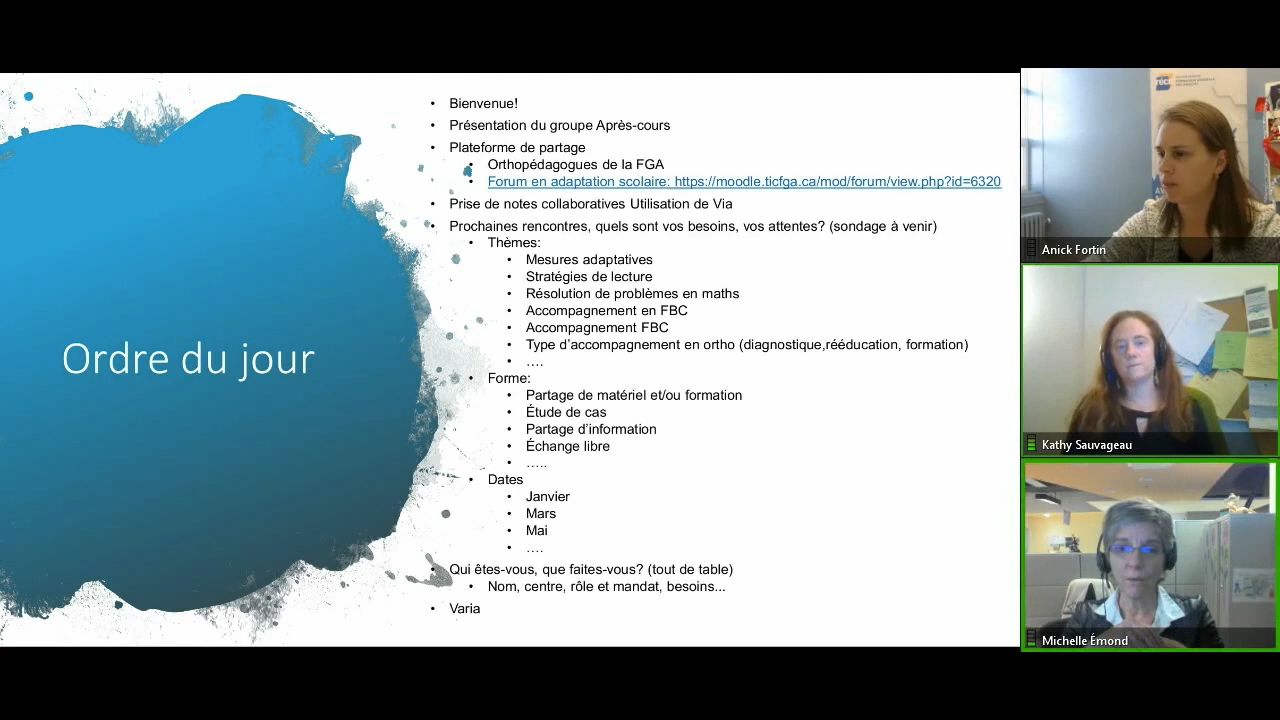 Ordre du jour
Bienvenue!
Présentation du groupe Après-cours
Plateforme de partage
Orthopédagogues de la FGA
Forum en adaptation scolaire: https://moodle.ticfga.ca/mod/forum/view.php?id=6320
Prise de notes collaboratives Utilisation de Via
Prochaines rencontres, quels sont vos besoins, vos attentes? (sondage à venir)
Thèmes:
Mesures adaptatives
Stratégies de lecture
Résolution de problèmes en maths
Accompagnement en FBC
Accompagnement FBC
Type d'accompagnement en ortho (diagnostique,rééducation, formation)
....
Forme:
Partage de matériel et/ou formation
Étude de cas
Partage d'information
Échange libre
.....
Dates
Janvier
Mars
Mai
....
Qui êtes-vous, que faites-vous? (tout de table)
Nom, centre, rôle et mandat, besoins...
Varia
Anick Fortin
Kathy Sauvageau
Michelle Émond